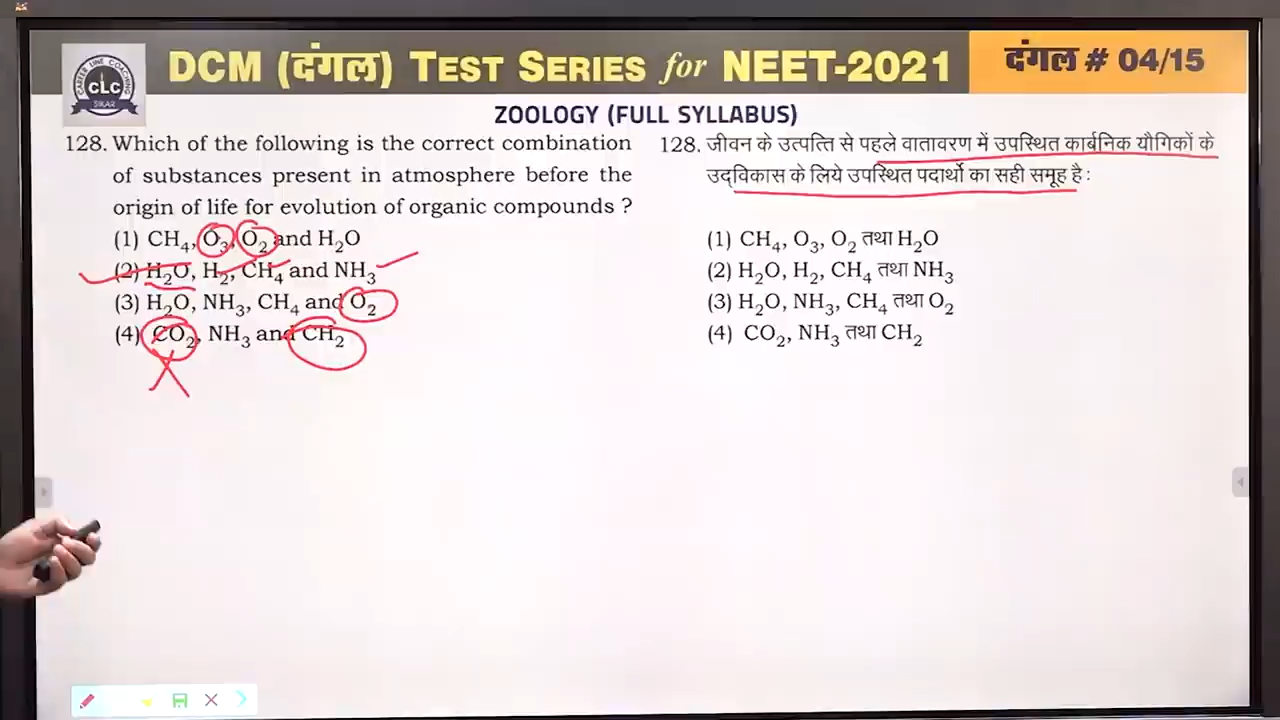 CAREER LINE COACHING
CLC
SIKAR
DCM (दंगल) TEST SERIES for NEET-2021
दंगल # 04/15
ZOOLOGY (FULL SYLLABUS)
128. Which of the following is the correct combination
of substances present in atmosphere before the
origin of life for evolution of organic compounds ?
(1) CH₄, O₃, O₂ and H₂O
(2) H₂O, H₂, CH₄ and NH₃
(3) H₂O, NH₃, CH₄ and O₂
(4) CO₂, NH₃ and CH₂
128. जीवन के उत्पत्ति से पहले वातावरण में उपस्थित कार्बनिक यौगिकों के
उद्विकास के लिये उपस्थित पदार्थो का सही समूह है :
(1) CH₄, O₃, O₂ तथा H₂O
(2) H₂O, H₂, CH₄ तथा NH₃
(3) H₂O, NH₃, CH₄ तथा O₂
(4) CO₂, NH₃ तथा CH₂